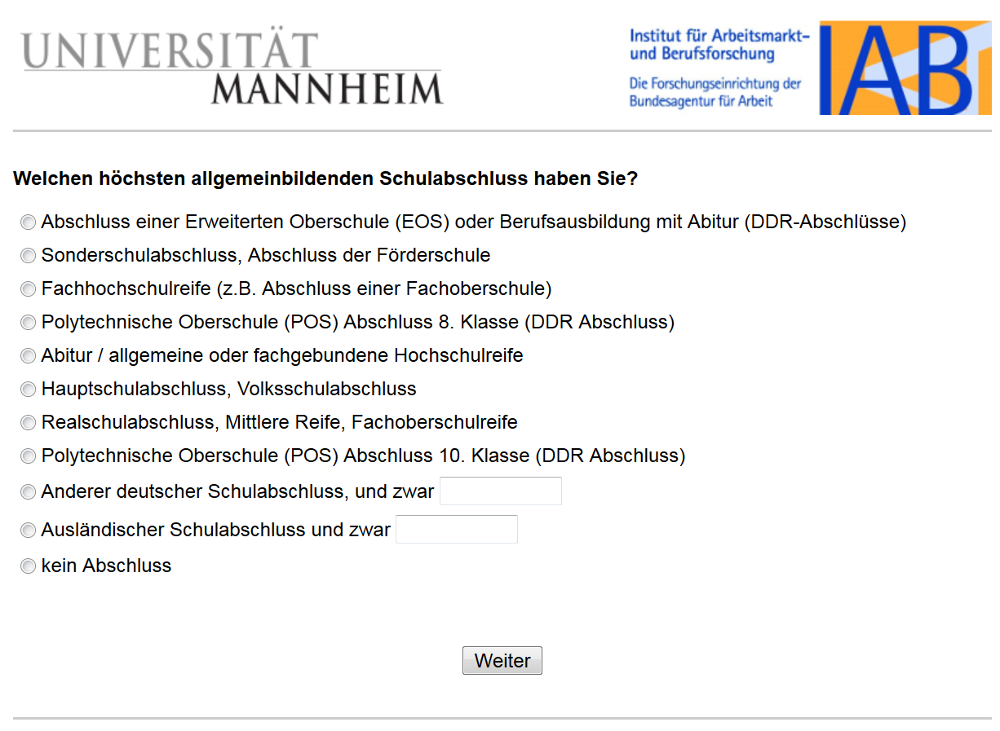 UNIVERSITÄT
MANNHEIM
Institut für Arbeitsmarkt-
und Berufsforschung
Die Forschungseinrichtung der
Bundesagentur für Arbeit
IAB
Welchen höchsten allgemeinbildenden Schulabschluss haben Sie?
Abschluss einer Erweiterten Oberschule (EOS) oder Berufsausbildung mit Abitur (DDR-Abschlüsse)
Sonderschulabschluss, Abschluss der Förderschule
Fachhochschulreife (z.B. Abschluss einer Fachoberschule)
Polytechnische Oberschule (POS) Abschluss 8. Klasse (DDR Abschluss)
Abitur / allgemeine oder fachgebundene Hochschulreife
Hauptschulabschluss, Volksschulabschluss
Realschulabschluss, Mittlere Reife, Fachoberschulreife
Polytechnische Oberschule (POS) Abschluss 10. Klasse (DDR Abschluss)
Anderer deutscher Schulabschluss, und zwar
Ausländischer Schulabschluss und zwar
kein Abschluss
Weiter